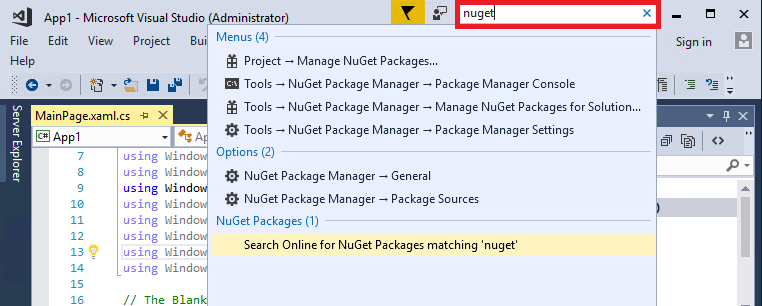 App1 - Microsoft Visual Studio (Administrator)
nuget
File
Edit
View
Project
Build
Sign in
Help
Menus (4)
Project → Manage NuGet Packages...
Tools → NuGet Package Manager → Package Manager Console
Tools → NuGet Package Manager → Manage NuGet Packages for Solution...
Tools → NuGet Package Manager → Package Manager Settings
Options (2)
NuGet Package Manager → General
NuGet Package Manager → Package Sources
NuGet Packages (1)
Search Online for NuGet Packages matching 'nuget'
Server Explorer
MainPage.xaml.cs
C# App1
Ap
7 using Window
8 using Window
9 using Window
10 using Window
11 using Window
12 using Window
13 using Window
14 using Window
15
16 // The Blank
)